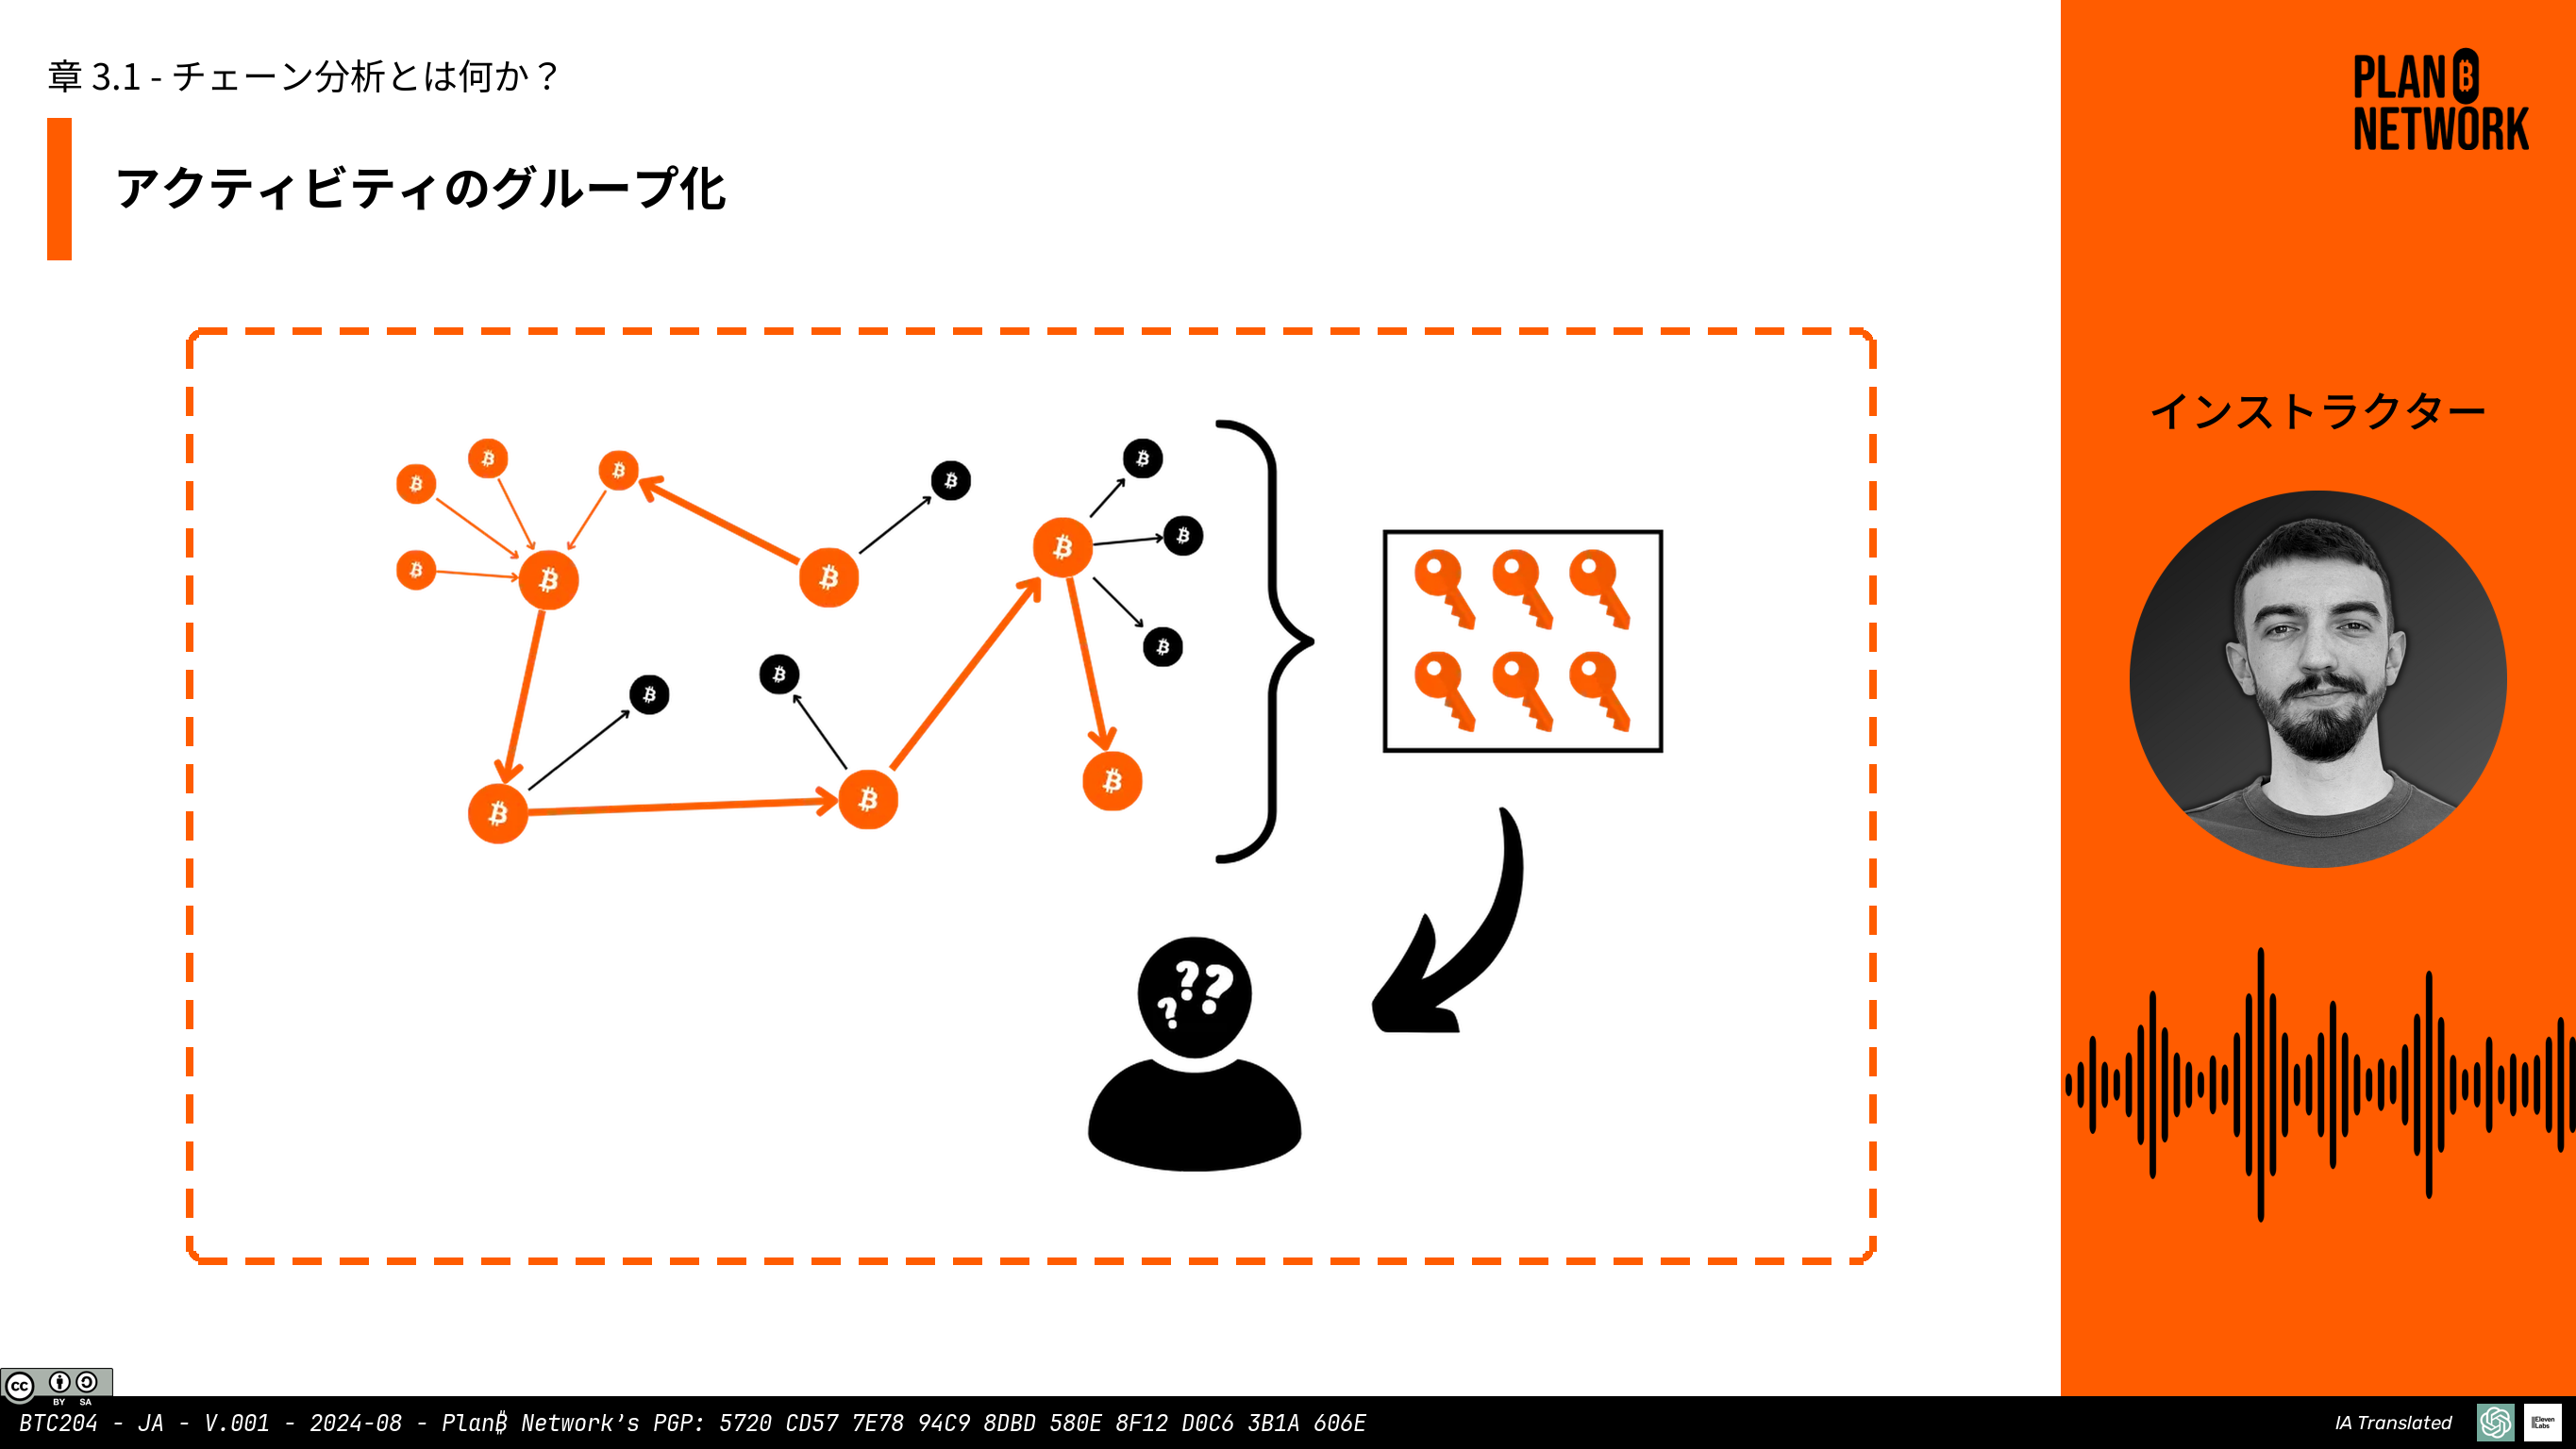 章 3.1 - チェーン分析とは何か？
アクティビティのグループ化
PLAN ₿
NETWORK
インストラクター
??
?
CC
BY SA
BTC204 - JA - V.001 - 2024-08 - Plan₿ Network's PGP: 5720 CD57 7E78 94C9 8DBD 580E 8F12 D0C6 3B1A 606E
IA Translated
ElevenLabs